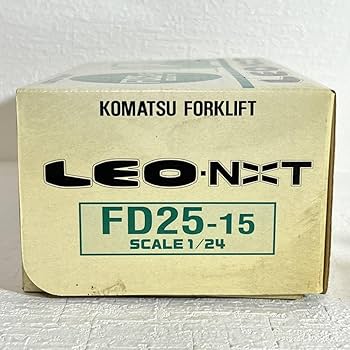 KOMATSU FORKLIFT
LEO·NXT
FD25-15
SCALE 1/24